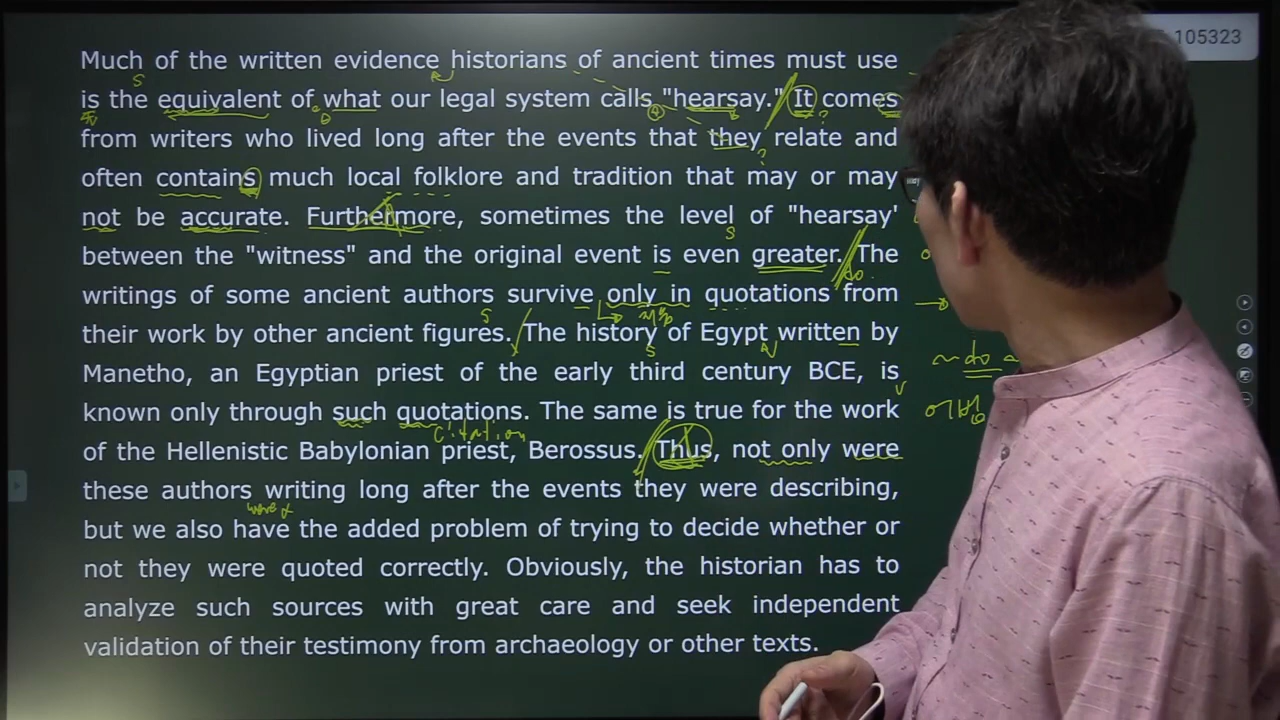 105323
Much of the written evidence historians of ancient times must use
is the equivalent of what our legal system calls "hearsay." It comes
from writers who lived long after the events that they relate and
often contains much local folklore and tradition that may or may
not be accurate. Furthermore, sometimes the level of "hearsay'
between the "witness" and the original event is even greater. The
writings of some ancient authors survive only in quotations from
their work by other ancient figures. The history of Egypt written by
Manetho, an Egyptian priest of the early third century BCE, is
known only through such quotations. The same is true for the work
citation
of the Hellenistic Babylonian priest, Berossus. Thus, not only were
these authors writing long after the events they were describing,
but we also have the added problem of trying to decide whether or
not they were quoted correctly. Obviously, the historian has to
analyze such sources with great care and seek independent
validation of their testimony from archaeology or other texts.